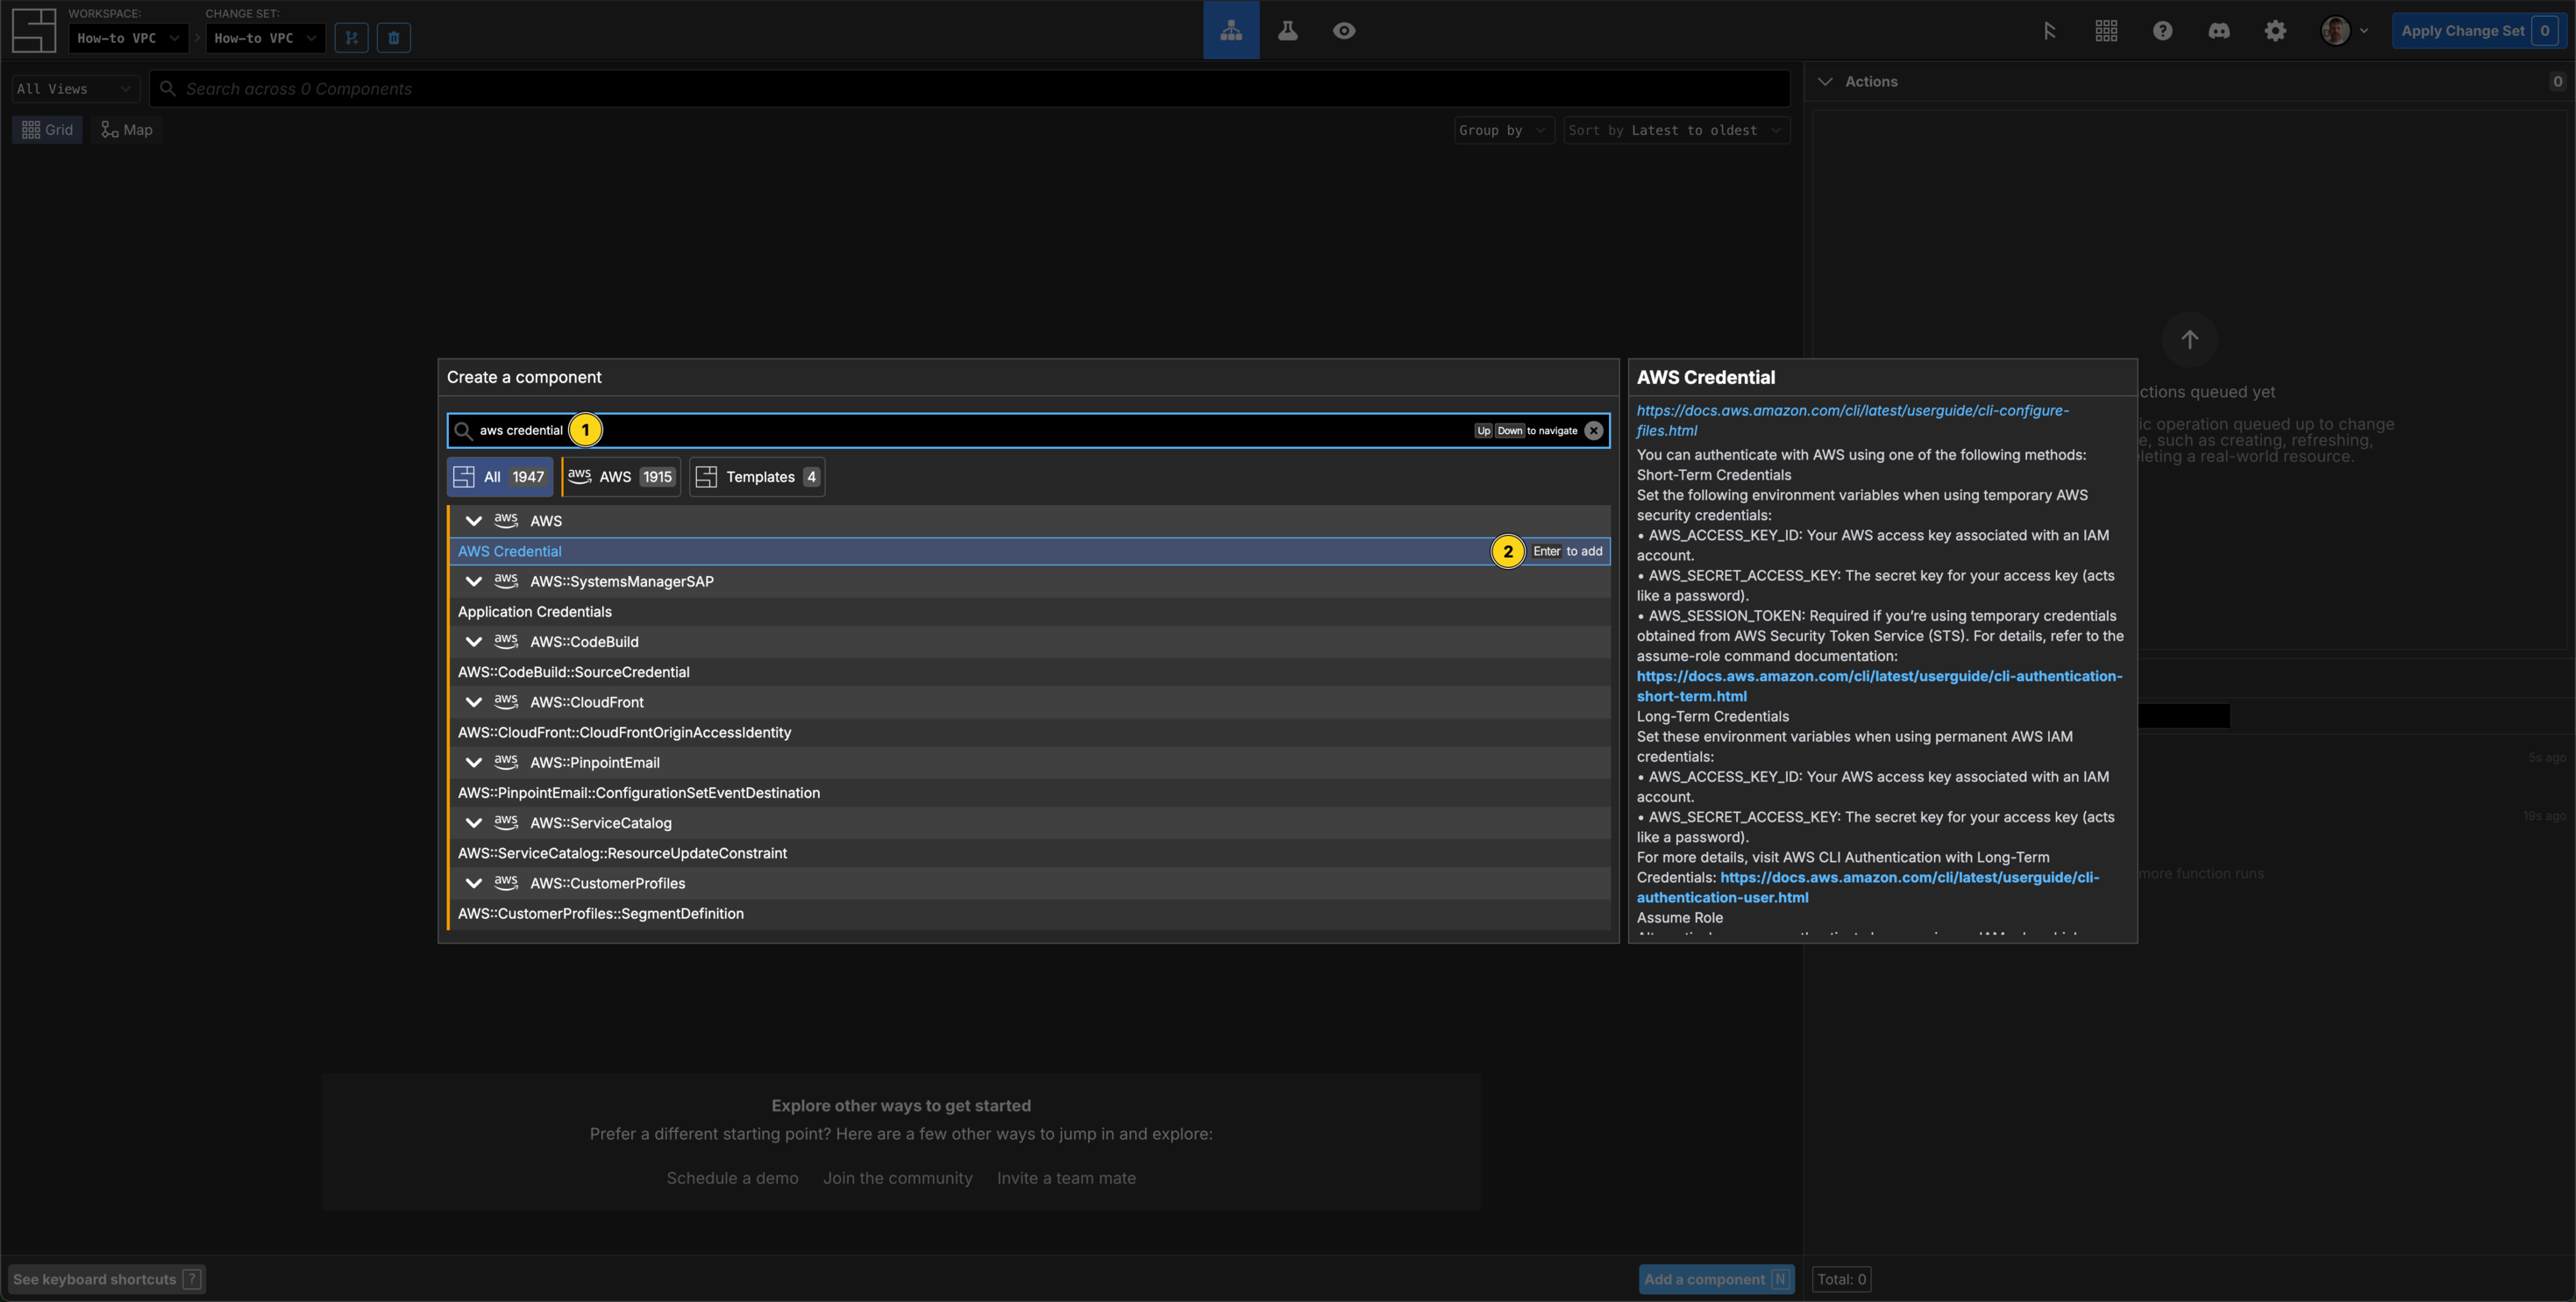 WORKSPACE:
How-to VPC
CHANGE SET:
How-to VPC
Apply Change Set 0
All Views
Search across 0 Components
Grid
Map
Group by
Sort by Latest to oldest
Actions
0
ctions queued yet
ic operation queued up to change
e, such as creating, refreshing,
leting a real-world resource.
Create a component
aws credential
1
Up Down to navigate
All 1947
aws AWS 1915
Templates 4
aws AWS
AWS Credential
2
Enter to add
aws AWS::SystemsManagerSAP
Application Credentials
aws AWS::CodeBuild
AWS::CodeBuild::SourceCredential
aws AWS::CloudFront
AWS::CloudFront::CloudFrontOriginAccessIdentity
aws AWS::PinpointEmail
AWS::PinpointEmail::ConfigurationSetEventDestination
aws AWS::ServiceCatalog
AWS::ServiceCatalog::ResourceUpdateConstraint
aws AWS::CustomerProfiles
AWS::CustomerProfiles::SegmentDefinition
AWS Credential
https://docs.aws.amazon.com/cli/latest/userguide/cli-configure-
files.html
You can authenticate with AWS using one of the following methods:
Short-Term Credentials
Set the following environment variables when using temporary AWS
security credentials:
• AWS_ACCESS_KEY_ID: Your AWS access key associated with an IAM
account.
• AWS_SECRET_ACCESS_KEY: The secret key for your access key (acts
like a password).
• AWS_SESSION_TOKEN: Required if you’re using temporary credentials
obtained from AWS Security Token Service (STS). For details, refer to the
assume-role command documentation:
https://docs.aws.amazon.com/cli/latest/userguide/cli-authentication-
short-term.html
Long-Term Credentials
Set these environment variables when using permanent AWS IAM
credentials:
• AWS_ACCESS_KEY_ID: Your AWS access key associated with an IAM
account.
• AWS_SECRET_ACCESS_KEY: The secret key for your access key (acts
like a password).
For more details, visit AWS CLI Authentication with Long-Term
Credentials: https://docs.aws.amazon.com/cli/latest/userguide/cli-
authentication-user.html
Assume Role
5s ago
19s ago
more function runs
Explore other ways to get started
Prefer a different starting point? Here are a few other ways to jump in and explore:
Schedule a demo
Join the community
Invite a team mate
See keyboard shortcuts ?
Add a component N
Total: 0